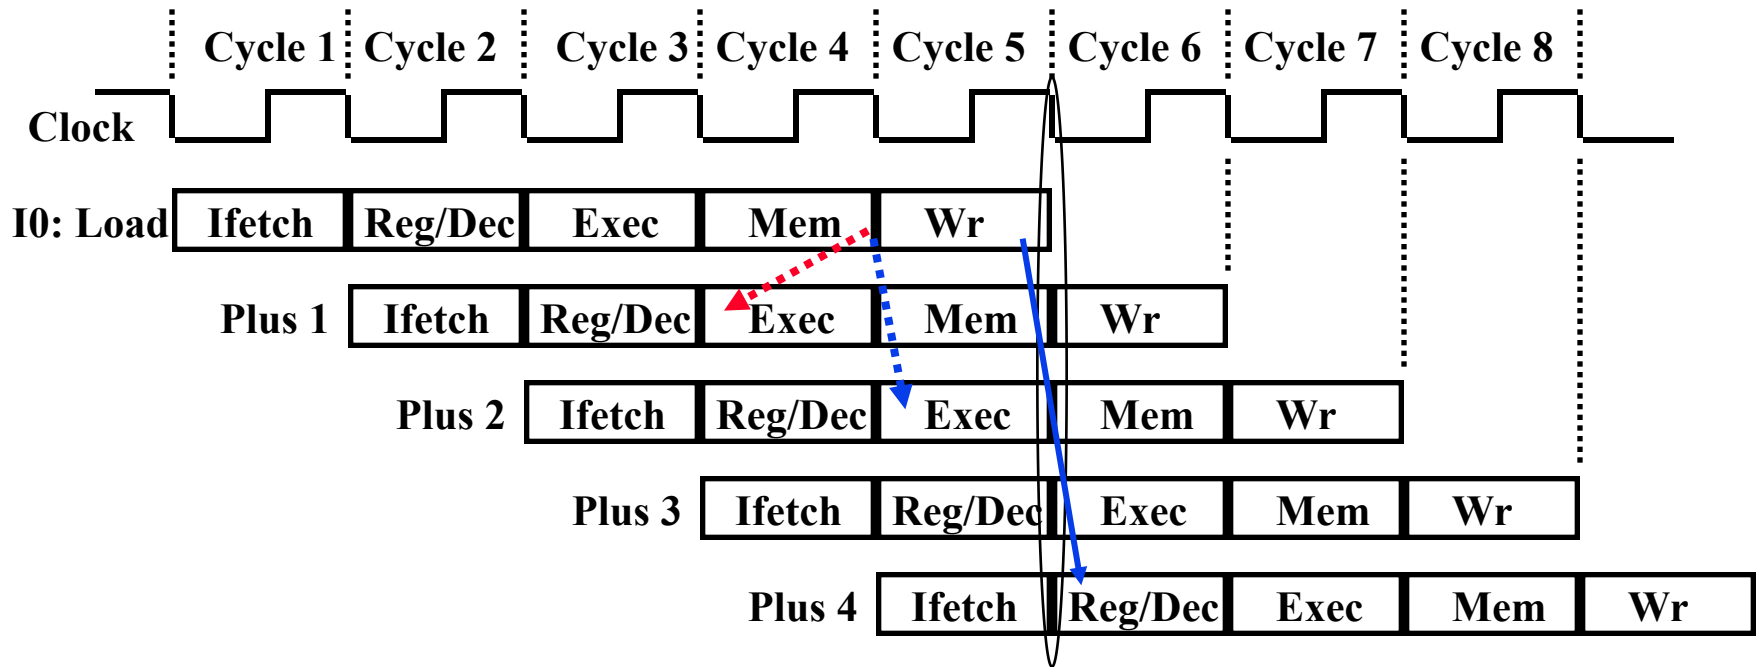 Cycle 1 Cycle 2 Cycle 3 Cycle 4 Cycle 5 Cycle 6 Cycle 7 Cycle 8
Clock
I0: Load Ifetch Reg/Dec Exec Mem Wr
Plus 1 Ifetch Reg/Dec Exec Mem Wr
Plus 2 Ifetch Reg/Dec Exec Mem Wr
Plus 3 Ifetch Reg/Dec Exec Mem Wr
Plus 4 Ifetch Reg/Dec Exec Mem Wr